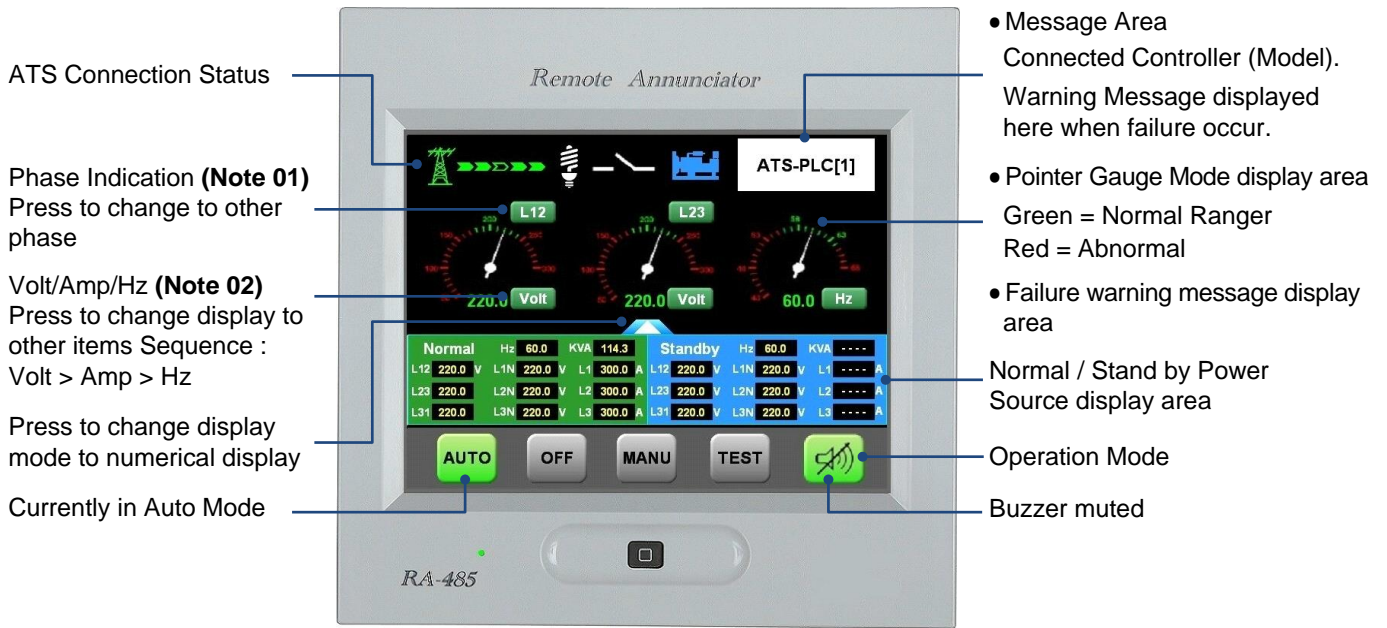 ATS Connection Status
Phase Indication (Note 01)
Press to change to other
phase
Volt/Amp/Hz (Note 02)
Press to change display to
other items Sequence :
Volt > Amp > Hz
Press to change display
mode to numerical display
Currently in Auto Mode
Remote Annunciator
ATS-PLC[1]
L12
L23
220.0 Volt
220.0 Volt
60.0 Hz
Normal Hz 60.0 KVA 114.3
L12 220.0 V L1N 220.0 V L1 300.0 A
L23 220.0 L2N 220.0 V L2 300.0 A
L31 220.0 L3N 220.0 V L3 300.0 A
Standby Hz 60.0 KVA ----
L12 220.0 V L1N 220.0 V L1 ---- A
L23 220.0 V L2N 220.0 V L2 ---- A
L31 220.0 V L3N 220.0 V L3 ---- A
AUTO OFF MANU TEST
RA-485
• Message Area
Connected Controller (Model).
Warning Message displayed
here when failure occur.
• Pointer Gauge Mode display area
Green = Normal Ranger
Red = Abnormal
• Failure warning message display
area
Normal / Stand by Power
Source display area
Operation Mode
Buzzer muted